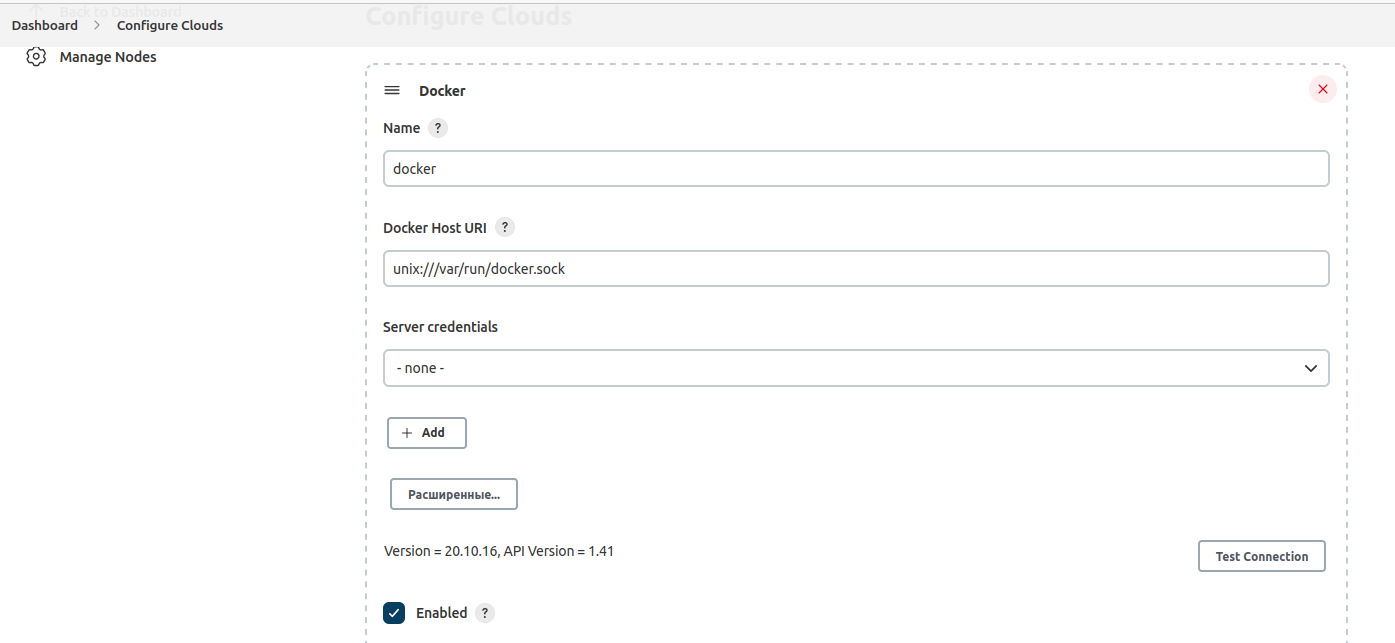 Back to Dashboard
Configure Clouds
Dashboard > Configure Clouds
Manage Nodes
Docker
Name ?
docker
Docker Host URI ?
unix:///var/run/docker.sock
Server credentials
- none -
+ Add
Расширенные...
Version = 20.10.16, API Version = 1.41
Test Connection
Enabled ?